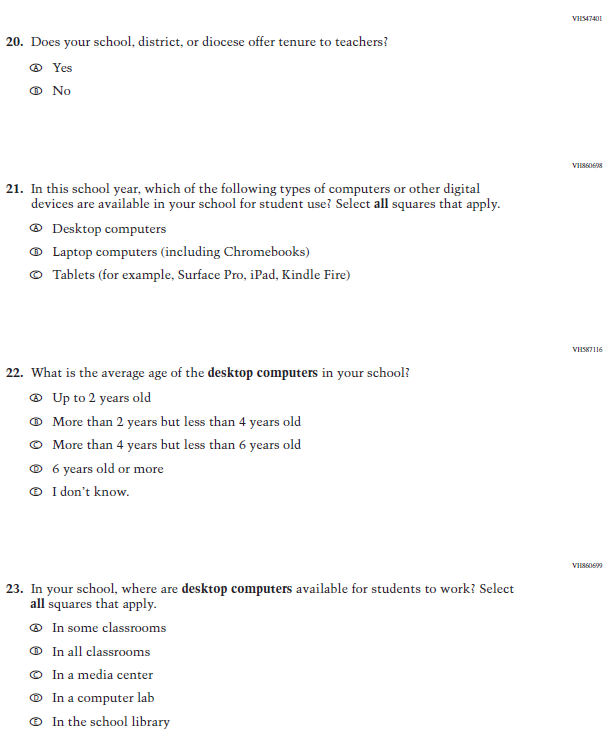 VH547401
20. Does your school, district, or diocese offer tenure to teachers?
A Yes
B No
VH860698
21. In this school year, which of the following types of computers or other digital
devices are available in your school for student use? Select all squares that apply.
A Desktop computers
B Laptop computers (including Chromebooks)
C Tablets (for example, Surface Pro, iPad, Kindle Fire)
VH587116
22. What is the average age of the desktop computers in your school?
A Up to 2 years old
B More than 2 years but less than 4 years old
C More than 4 years but less than 6 years old
D 6 years old or more
E I don't know.
VH860699
23. In your school, where are desktop computers available for students to work? Select
all squares that apply.
A In some classrooms
B In all classrooms
C In a media center
D In a computer lab
E In the school library